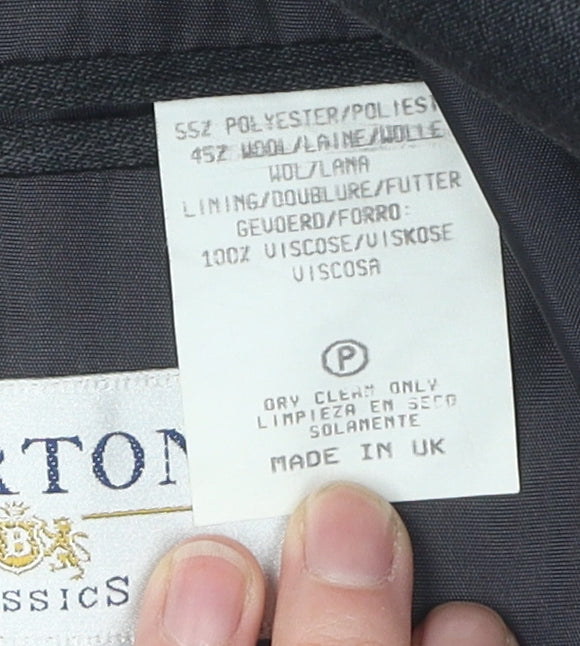 55% POLYESTER/POLIEST
45% WOOL/LAINE/WOLLE
WOL/LANA
LINING/DOUBLURE/FUTTER
GEVOERD/FORRO:
100% VISCOSE/VISKOSE
VISCOSA
P
DRY CLEAN ONLY
LIMPIEZA EN SECO
SOLAMENTE
MADE IN UK
RTON
B
SSICS